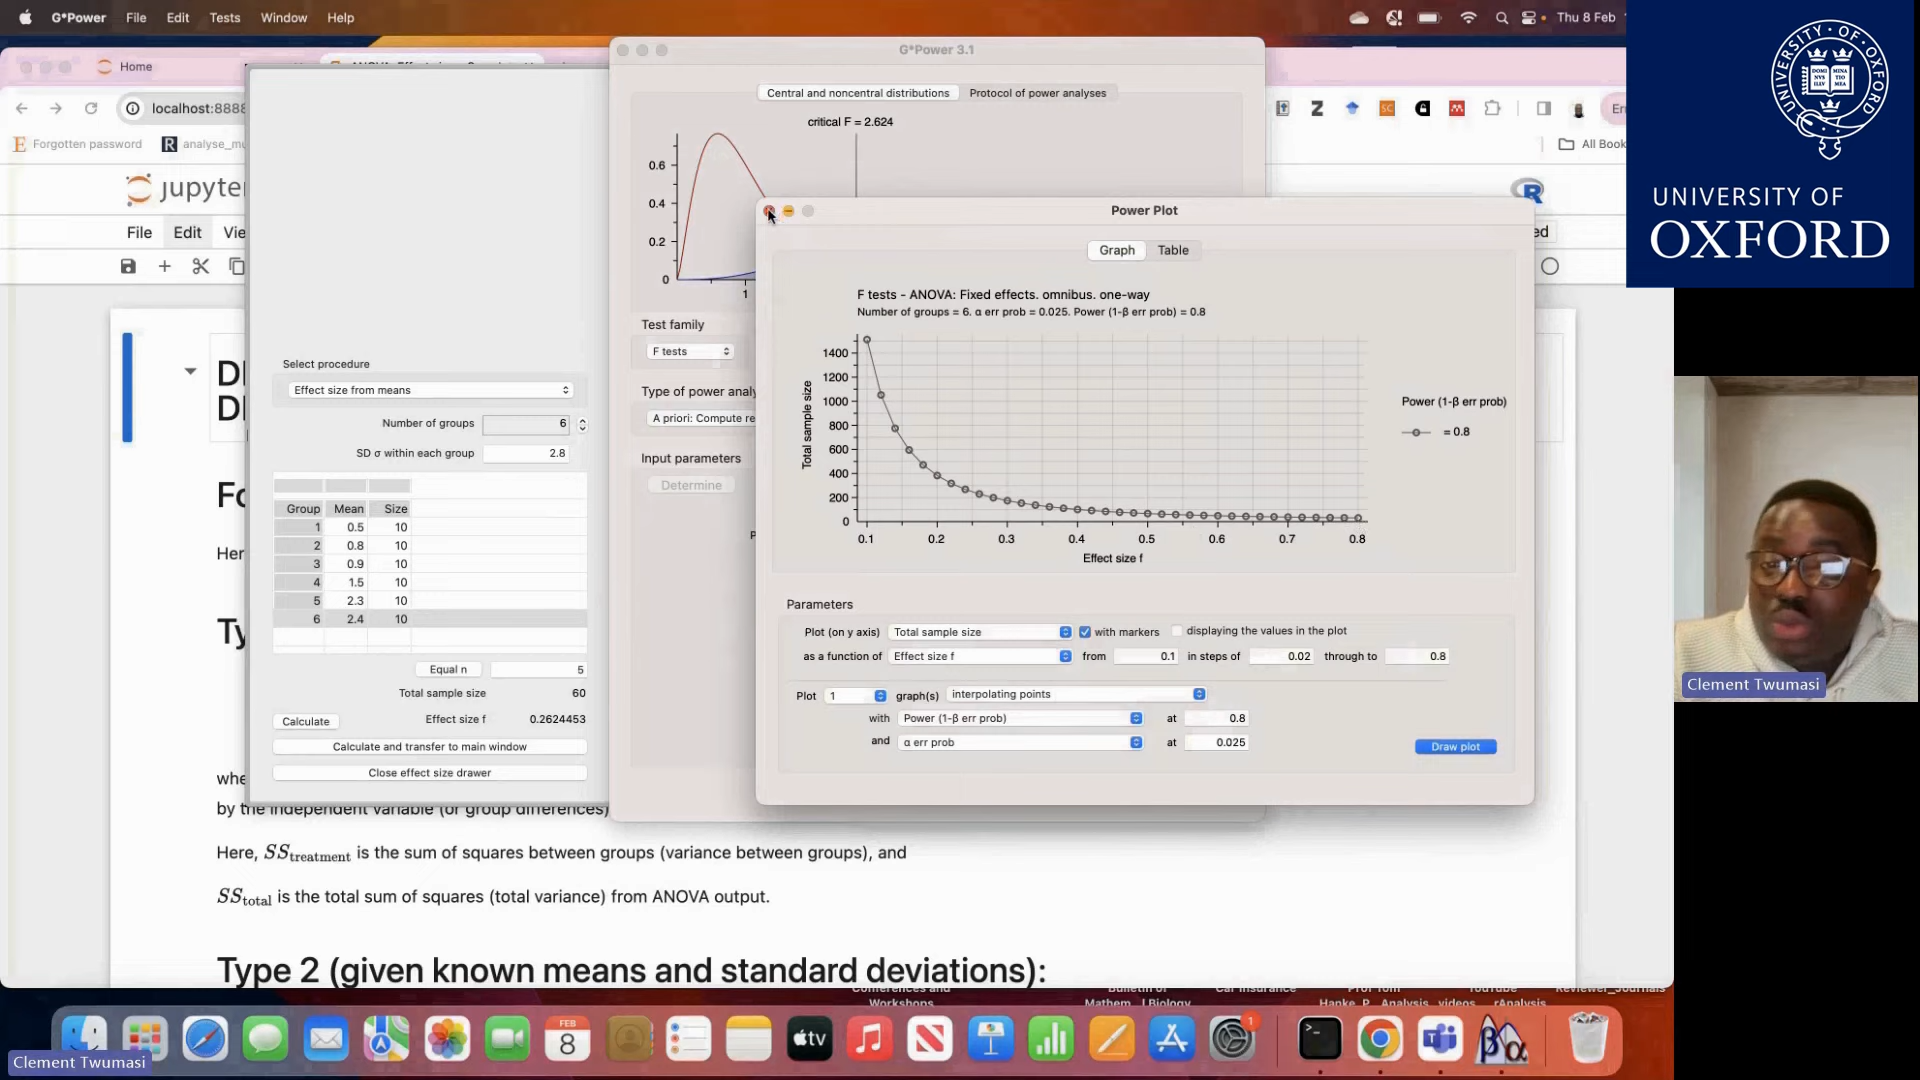 G*Power File Edit Tests Window Help
Thu 8 Feb
G*Power 3.1
Home
localhost:8888
Forgotten password
analyse_mu
All Book
jupyter
File Edit Vie
Central and noncentral distributions
Protocol of power analyses
critical F = 2.624
0.6
0.4
0.2
0
1
Test family
F tests
Type of power analy
A priori: Compute re
Input parameters
Determine
Select procedure
Effect size from means
Number of groups 6
SD σ within each group 2.8
Group Mean Size
1 0.5 10
2 0.8 10
3 0.9 10
4 1.5 10
5 2.3 10
6 2.4 10
Equal n 5
Total sample size 60
Calculate Effect size f 0.2624453
Calculate and transfer to main window
Close effect size drawer
Power Plot
Graph Table
F tests - ANOVA: Fixed effects. omnibus. one-way
Number of groups = 6. α err prob = 0.025. Power (1-β err prob) = 0.8
1400
1200
1000
800
600
400
200
0
Total sample size
0.1 0.2 0.3 0.4 0.5 0.6 0.7 0.8
Effect size f
Power (1-β err prob)
= 0.8
Parameters
Plot (on y axis) Total sample size with markers displaying the values in the plot
as a function of Effect size f from 0.1 in steps of 0.02 through to 0.8
Plot 1 graph(s) interpolating points
with Power (1-β err prob) at 0.8
and α err prob at 0.025
Draw plot
by the independent variable (or group differences)
Here, SStreatment is the sum of squares between groups (variance between groups), and
SStotal is the total sum of squares (total variance) from ANOVA output.
Type 2 (given known means and standard deviations):
UNIVERSITY OF
OXFORD
Clement Twumasi
Workshops
FEB
8
tv
1
Clement Twumasi